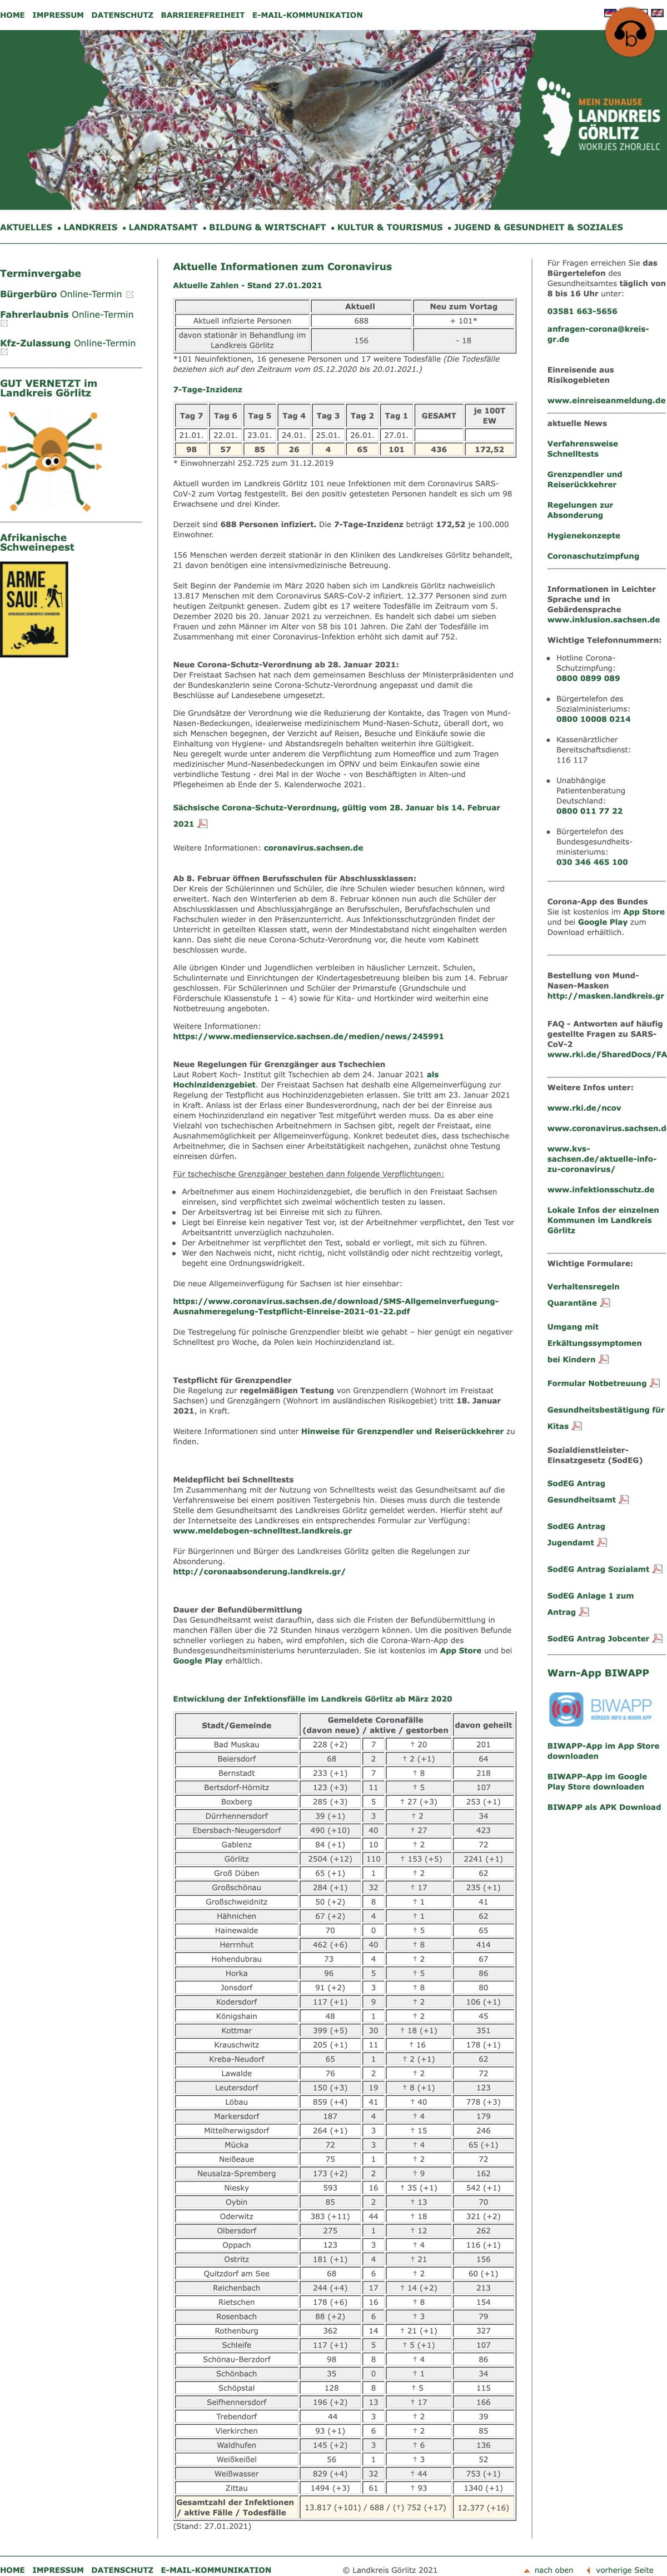 HOME IMPRESSUM DATENSCHUTZ BARRIEREFREIHEIT E-MAIL-KOMMUNIKATION
MEIN ZUHAUSE
LANDKREIS
GÖRLITZ
WOKRJES ZHORJELC
AKTUELLES • LANDKREIS • LANDRATSAMT • BILDUNG & WIRTSCHAFT • KULTUR & TOURISMUS • JUGEND & GESUNDHEIT & SOZIALES
Terminvergabe
Bürgerbüro Online-Termin
Fahrerlaubnis Online-Termin
Kfz-Zulassung Online-Termin
GUT VERNETZT im
Landkreis Görlitz
Afrikanische
Schweinepest
ARME
SAU!
Aktuelle Informationen zum Coronavirus
Aktuelle Zahlen - Stand 27.01.2021
Aktuell Neu zum Vortag
Aktuell infizierte Personen 688 + 101*
davon stationär in Behandlung im
Landkreis Görlitz 156 - 18
*101 Neuinfektionen, 16 genesene Personen und 17 weitere Todesfälle (Die Todesfälle
beziehen sich auf den Zeitraum vom 05.12.2020 bis 20.01.2021.)
7-Tage-Inzidenz
Tag 7 Tag 6 Tag 5 Tag 4 Tag 3 Tag 2 Tag 1 GESAMT je 100T
EW
21.01. 22.01. 23.01. 24.01. 25.01. 26.01. 27.01.
98 57 85 26 4 65 101 436 172,52
* Einwohnerzahl 252.725 zum 31.12.2019
Aktuell wurden im Landkreis Görlitz 101 neue Infektionen mit dem Coronavirus SARS-
CoV-2 zum Vortag festgestellt. Bei den positiv getesteten Personen handelt es sich um 98
Erwachsene und drei Kinder.
Derzeit sind 688 Personen infiziert. Die 7-Tage-Inzidenz beträgt 172,52 je 100.000
Einwohner.
156 Menschen werden derzeit stationär in den Kliniken des Landkreises Görlitz behandelt,
21 davon benötigen eine intensivmedizinische Betreuung.
Seit Beginn der Pandemie im März 2020 haben sich im Landkreis Görlitz nachweislich
13.817 Menschen mit dem Coronavirus SARS-CoV-2 infiziert. 12.377 Personen sind zum
heutigen Zeitpunkt genesen. Zudem gibt es 17 weitere Todesfälle im Zeitraum vom 5.
Dezember 2020 bis 20. Januar 2021 zu verzeichnen. Es handelt sich dabei um sieben
Frauen und zehn Männer im Alter von 58 bis 101 Jahren. Die Zahl der Todesfälle im
Zusammenhang mit einer Coronavirus-Infektion erhöht sich damit auf 752.
Neue Corona-Schutz-Verordnung ab 28. Januar 2021:
Der Freistaat Sachsen hat nach dem gemeinsamen Beschluss der Ministerpräsidenten und
der Bundeskanzlerin seine Corona-Schutz-Verordnung angepasst und damit die
Beschlüsse auf Landesebene umgesetzt.
Die Grundsätze der Verordnung wie die Reduzierung der Kontakte, das Tragen von Mund-
Nasen-Bedeckungen, idealerweise medizinischem Mund-Nasen-Schutz, überall dort, wo
sich Menschen begegnen, der Verzicht auf Reisen, Besuche und Einkäufe sowie die
Einhaltung von Hygiene- und Abstandsregeln behalten weiterhin ihre Gültigkeit.
Neu geregelt wurde unter anderem die Verpflichtung zum Homeoffice und zum Tragen
medizinischer Mund-Nasenbedeckungen im ÖPNV und beim Einkaufen sowie eine
verbindliche Testung - drei Mal in der Woche - von Beschäftigten in Alten-und
Pflegeheimen ab Ende der 5. Kalenderwoche 2021.
Sächsische Corona-Schutz-Verordnung, gültig vom 28. Januar bis 14. Februar
2021
Weitere Informationen: coronavirus.sachsen.de
Ab 8. Februar öffnen Berufsschulen für Abschlussklassen:
Der Kreis der Schülerinnen und Schüler, die ihre Schulen wieder besuchen können, wird
erweitert. Nach den Winterferien ab dem 8. Februar können nun auch die Schüler der
Abschlussklassen und Abschlussjahrgänge an Berufsschulen, Berufsfachschulen und
Fachschulen wieder in den Präsenzunterricht. Aus Infektionsschutzgründen findet der
Unterricht in geteilten Klassen statt, wenn der Mindestabstand nicht eingehalten werden
kann. Das sieht die neue Corona-Schutz-Verordnung vor, die heute vom Kabinett
beschlossen wurde.
Alle übrigen Kinder und Jugendlichen verbleiben in häuslicher Lernzeit. Schulen,
Schulinternate und Einrichtungen der Kindertagesbetreuung bleiben bis zum 14. Februar
geschlossen. Für Schülerinnen und Schüler der Primarstufe (Grundschule und
Förderschule Klassenstufe 1 – 4) sowie für Kita- und Hortkinder wird weiterhin eine
Notbetreuung angeboten.
Weitere Informationen:
https://www.medienservice.sachsen.de/medien/news/245991
Neue Regelungen für Grenzgänger aus Tschechien
Laut Robert Koch- Institut gilt Tschechien ab dem 24. Januar 2021 als
Hochinzidenzgebiet. Der Freistaat Sachsen hat deshalb eine Allgemeinverfügung zur
Regelung der Testpflicht aus Hochinzidenzgebieten erlassen. Sie tritt am 23. Januar 2021
in Kraft. Anlass ist der Erlass einer Bundesverordnung, nach der bei der Einreise aus
einem Hochinzidenzland ein negativer Test mitgeführt werden muss. Da es aber eine
Vielzahl von tschechischen Arbeitnehmern in Sachsen gibt, regelt der Freistaat, eine
Ausnahmemöglichkeit per Allgemeinverfügung. Konkret bedeutet dies, dass tschechische
Arbeitnehmer, die in Sachsen einer Arbeitstätigkeit nachgehen, zunächst ohne Testung
einreisen dürfen.
Für tschechische Grenzgänger bestehen dann folgende Verpflichtungen:
• Arbeitnehmer aus einem Hochinzidenzgebiet, die beruflich in den Freistaat Sachsen
einreisen, sind verpflichtet sich zweimal wöchentlich testen zu lassen.
• Der Arbeitsvertrag ist bei Einreise mit sich zu führen.
• Liegt bei Einreise kein negativer Test vor, ist der Arbeitnehmer verpflichtet, den Test vor
Arbeitsantritt unverzüglich nachzuholen.
• Der Arbeitnehmer ist verpflichtet den Test, sobald er vorliegt, mit sich zu führen.
• Wer den Nachweis nicht, nicht richtig, nicht vollständig oder nicht rechtzeitig vorlegt,
begeht eine Ordnungswidrigkeit.
Die neue Allgemeinverfügung für Sachsen ist hier einsehbar:
https://www.coronavirus.sachsen.de/download/SMS-Allgemeinverfuegung-
Ausnahmeregelung-Testpflicht-Einreise-2021-01-22.pdf
Die Testregelung für polnische Grenzpendler bleibt wie gehabt – hier genügt ein negativer
Schnelltest pro Woche, da Polen kein Hochinzidenzland ist.
Testpflicht für Grenzpendler
Die Regelung zur regelmäßigen Testung von Grenzpendlern (Wohnort im Freistaat
Sachsen) und Grenzgängern (Wohnort im ausländischen Risikogebiet) tritt 18. Januar
2021, in Kraft.
Weitere Informationen sind unter Hinweise für Grenzpendler und Reiserückkehrer zu
finden.
Meldepflicht bei Schnelltests
Im Zusammenhang mit der Nutzung von Schnelltests weist das Gesundheitsamt auf die
Verfahrensweise bei einem positiven Testergebnis hin. Dieses muss durch die testende
Stelle dem Gesundheitsamt des Landkreises Görlitz gemeldet werden. Hierfür steht auf
der Internetseite des Landkreises ein entsprechendes Formular zur Verfügung:
www.meldebogen-schnelltest.landkreis.gr
Für Bürgerinnen und Bürger des Landkreises Görlitz gelten die Regelungen zur
Absonderung.
http://coronaabsonderung.landkreis.gr/
Dauer der Befundübermittlung
Das Gesundheitsamt weist daraufhin, dass sich die Fristen der Befundübermittlung in
manchen Fällen über die 72 Stunden hinaus verzögern können. Um die positiven Befunde
schneller vorliegen zu haben, wird empfohlen, sich die Corona-Warn-App des
Bundesgesundheitsministeriums herunterzuladen. Sie ist kostenlos im App Store und bei
Google Play erhältlich.
Entwicklung der Infektionsfälle im Landkreis Görlitz ab März 2020
Stadt/Gemeinde Gemeldete Coronafälle
(davon neue) / aktive / gestorben davon geheilt
Bad Muskau 228 (+2) 7 † 20 201
Beiersdorf 68 2 † 2 (+1) 64
Bernstadt 233 (+1) 7 † 8 218
Bertsdorf-Hörnitz 123 (+3) 11 † 5 107
Boxberg 285 (+3) 5 † 27 (+3) 253 (+1)
Dürrhennersdorf 39 (+1) 3 † 2 34
Ebersbach-Neugersdorf 490 (+10) 40 † 27 423
Gablenz 84 (+1) 10 † 2 72
Görlitz 2504 (+12) 110 † 153 (+5) 2241 (+1)
Groß Düben 65 (+1) 1 † 2 62
Großschönau 284 (+1) 32 † 17 235 (+1)
Großschweidnitz 50 (+2) 8 † 1 41
Hähnichen 67 (+2) 4 † 1 62
Hainewalde 70 0 † 5 65
Herrnhut 462 (+6) 40 † 8 414
Hohendubrau 73 4 † 2 67
Horka 96 5 † 5 86
Jonsdorf 91 (+2) 3 † 8 80
Kodersdorf 117 (+1) 9 † 2 106 (+1)
Königshain 48 1 † 2 45
Kottmar 399 (+5) 30 † 18 (+1) 351
Krauschwitz 205 (+1) 11 † 16 178 (+1)
Kreba-Neudorf 65 1 † 2 (+1) 62
Lawalde 76 2 † 2 72
Leutersdorf 150 (+3) 19 † 8 (+1) 123
Löbau 859 (+4) 41 † 40 778 (+3)
Markersdorf 187 4 † 4 179
Mittelherwigsdorf 264 (+1) 3 † 15 246
Mücka 72 3 † 4 65 (+1)
Neißeaue 75 1 † 2 72
Neusalza-Spremberg 173 (+2) 2 † 9 162
Niesky 593 16 † 35 (+1) 542 (+1)
Oybin 85 2 † 13 70
Oderwitz 383 (+11) 44 † 18 321 (+2)
Olbersdorf 275 1 † 12 262
Oppach 123 3 † 4 116 (+1)
Ostritz 181 (+1) 4 † 21 156
Quitzdorf am See 68 6 † 2 60 (+1)
Reichenbach 244 (+4) 17 † 14 (+2) 213
Rietschen 178 (+6) 16 † 8 154
Rosenbach 88 (+2) 6 † 3 79
Rothenburg 362 14 † 21 (+1) 327
Schleife 117 (+1) 5 † 5 (+1) 107
Schönau-Berzdorf 98 8 † 4 86
Schönbach 35 0 † 1 34
Schöpstal 128 8 † 5 115
Seifhennersdorf 196 (+2) 13 † 17 166
Trebendorf 44 3 † 2 39
Vierkirchen 93 (+1) 6 † 2 85
Waldhufen 145 (+2) 3 † 6 136
Weißkeißel 56 1 † 3 52
Weißwasser 829 (+4) 32 † 44 753 (+1)
Zittau 1494 (+3) 61 † 93 1340 (+1)
Gesamtzahl der Infektionen
/ aktive Fälle / Todesfälle 13.817 (+101) / 688 / (†) 752 (+17) 12.377 (+16)
(Stand: 27.01.2021)
Für Fragen erreichen Sie das
Bürgertelefon des
Gesundheitsamtes täglich von
8 bis 16 Uhr unter:
03581 663-5656
anfragen-corona@kreis-
gr.de
Einreisende aus
Risikogebieten
www.einreiseanmeldung.de
aktuelle News
Verfahrensweise
Schnelltests
Grenzpendler und
Reiserückkehrer
Regelungen zur
Absonderung
Hygienekonzepte
Coronaschutzimpfung
Informationen in Leichter
Sprache und in
Gebärdensprache
www.inklusion.sachsen.de
Wichtige Telefonnummern:
• Hotline Corona-
Schutzimpfung:
0800 0899 089
• Bürgertelefon des
Sozialministeriums:
0800 10008 0214
• Kassenärztlicher
Bereitschaftsdienst:
116 117
• Unabhängige
Patientenberatung
Deutschland:
0800 011 77 22
• Bürgertelefon des
Bundesgesundheits-
ministeriums:
030 346 465 100
Corona-App des Bundes
Sie ist kostenlos im App Store
und bei Google Play zum
Download erhältlich.
Bestellung von Mund-
Nasen-Masken
http://masken.landkreis.gr
FAQ - Antworten auf häufig
gestellte Fragen zu SARS-
CoV-2
www.rki.de/SharedDocs/FA
Weitere Infos unter:
www.rki.de/ncov
www.coronavirus.sachsen.d
www.kvs-
sachsen.de/aktuelle-info-
zu-coronavirus/
www.infektionsschutz.de
Lokale Infos der einzelnen
Kommunen im Landkreis
Görlitz
Wichtige Formulare:
Verhaltensregeln
Quarantäne
Umgang mit
Erkältungssymptomen
bei Kindern
Formular Notbetreuung
Gesundheitsbestätigung für
Kitas
Sozialdienstleister-
Einsatzgesetz (SodEG)
SodEG Antrag
Gesundheitsamt
SodEG Antrag
Jugendamt
SodEG Antrag Sozialamt
SodEG Anlage 1 zum
Antrag
SodEG Antrag Jobcenter
Warn-App BIWAPP
BIWAPP
BÜRGER INFO & WARN APP
BIWAPP-App im App Store
downloaden
BIWAPP-App im Google
Play Store downloaden
BIWAPP als APK Download
HOME IMPRESSUM DATENSCHUTZ E-MAIL-KOMMUNIKATION © Landkreis Görlitz 2021 nach oben vorherige Seite